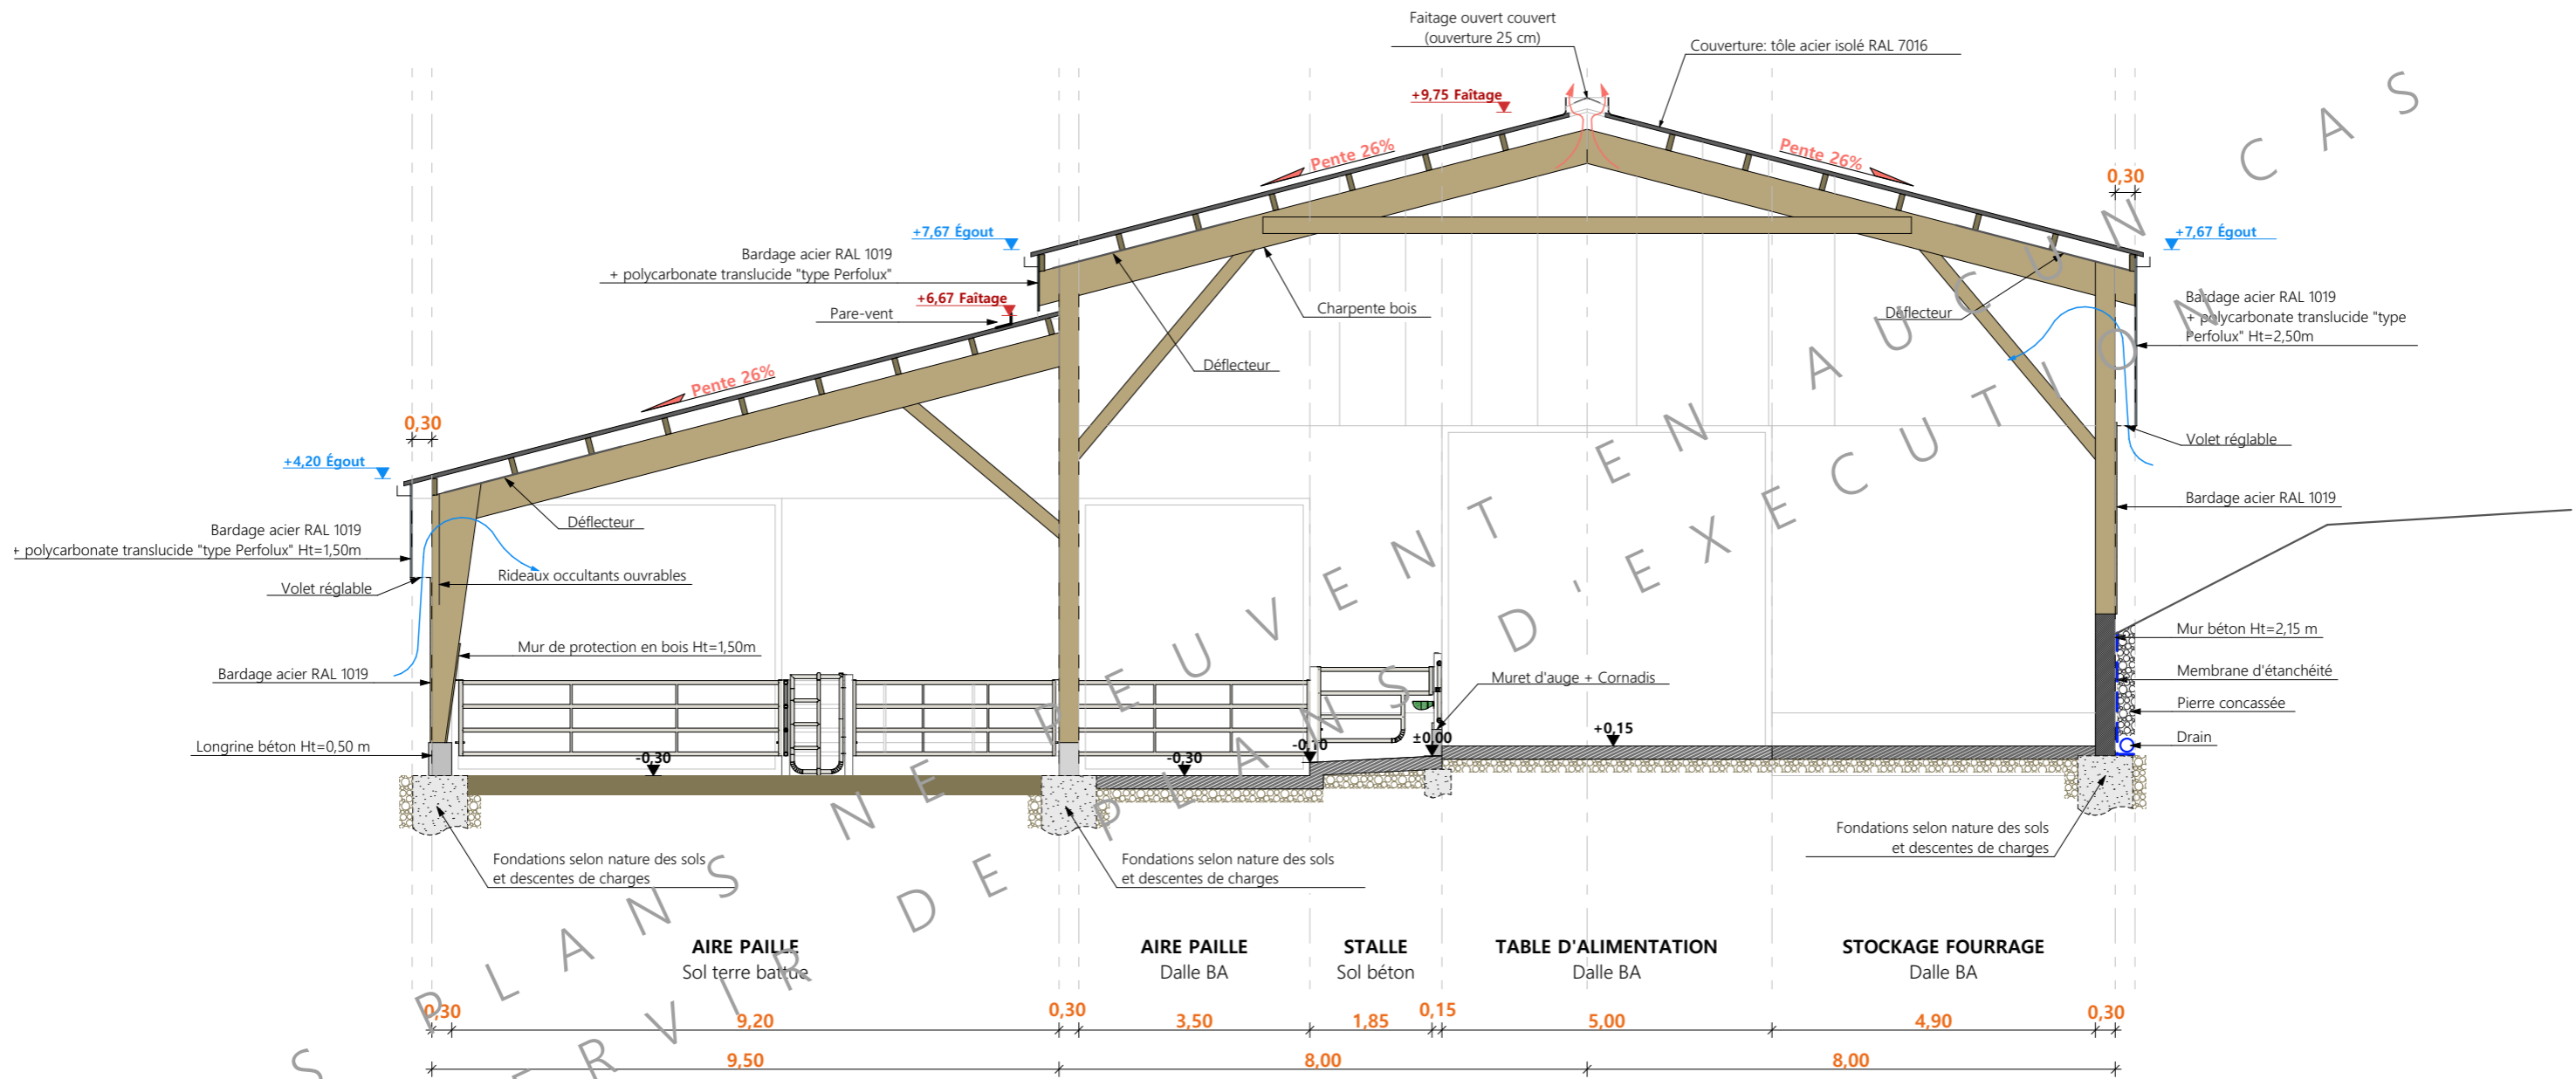 Faitage ouvert couvert
(ouverture 25 cm)
Couverture: tôle acier isolé RAL 7016
+9,75 Faîtage
Pente 26%
Pente 26%
0,30
+7,67 Égout
+7,67 Égout
Bardage acier RAL 1019
+ polycarbonate translucide "type Perfolux"
+6,67 Faîtage
Pare-vent
Charpente bois
Déflecteur
Déflecteur
Bardage acier RAL 1019
+ polycarbonate translucide "type
Perfolux" Ht=2,50m
Pente 26%
0,30
Volet réglable
+4,20 Égout
Bardage acier RAL 1019
Déflecteur
Bardage acier RAL 1019
+ polycarbonate translucide "type Perfolux" Ht=1,50m
Rideaux occultants ouvrables
Volet réglable
Mur de protection en bois Ht=1,50m
Mur béton Ht=2,15 m
Bardage acier RAL 1019
Membrane d'étanchéité
Muret d'auge + Cornadis
Pierre concassée
Longrine béton Ht=0,50 m
Drain
-0,30
-0,30
-0,10
±0,00
+0,15
Fondations selon nature des sols
et descentes de charges
Fondations selon nature des sols
et descentes de charges
Fondations selon nature des sols
et descentes de charges
AIRE PAILLE
Sol terre battue
AIRE PAILLE
Dalle BA
STALLE
Sol béton
TABLE D'ALIMENTATION
Dalle BA
STOCKAGE FOURRAGE
Dalle BA
0,30
9,20
0,30
3,50
1,85
0,15
5,00
4,90
0,30
9,50
8,00
8,00
S PLANS NE PEUVENT EN AUCUN CAS
ERVIR DE PLANS D'EXECUTION